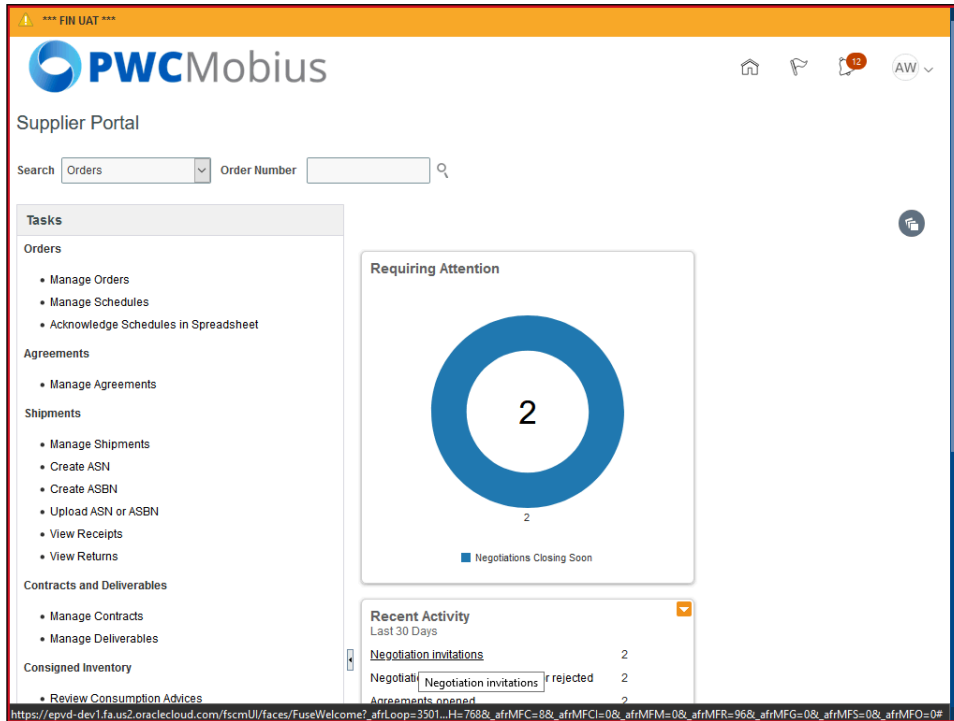 *** FIN UAT ***
PWCMobius
12
AW
Supplier Portal
Search Orders Order Number
Tasks
Orders
Manage Orders
Manage Schedules
Acknowledge Schedules in Spreadsheet
Agreements
Manage Agreements
Shipments
Manage Shipments
Create ASN
Create ASBN
Upload ASN or ASBN
View Receipts
View Returns
Contracts and Deliverables
Manage Contracts
Manage Deliverables
Consigned Inventory
Review Consumption Advices
Requiring Attention
2
2
Negotiations Closing Soon
Recent Activity
Last 30 Days
Negotiation invitations 2
r rejected 2
Negotiation invitations
Agreements opened 2
https://epvd-dev1.fa.us2.oraclecloud.com/fscmUI/faces/FuseWelcome?_afrLoop=3501...H=768&_afrMFC=8&_afrMFCI=0&_afrMFM=0&_afrMFR=96&_afrMFG=0&_afrMFS=0&_afrMFO=0#